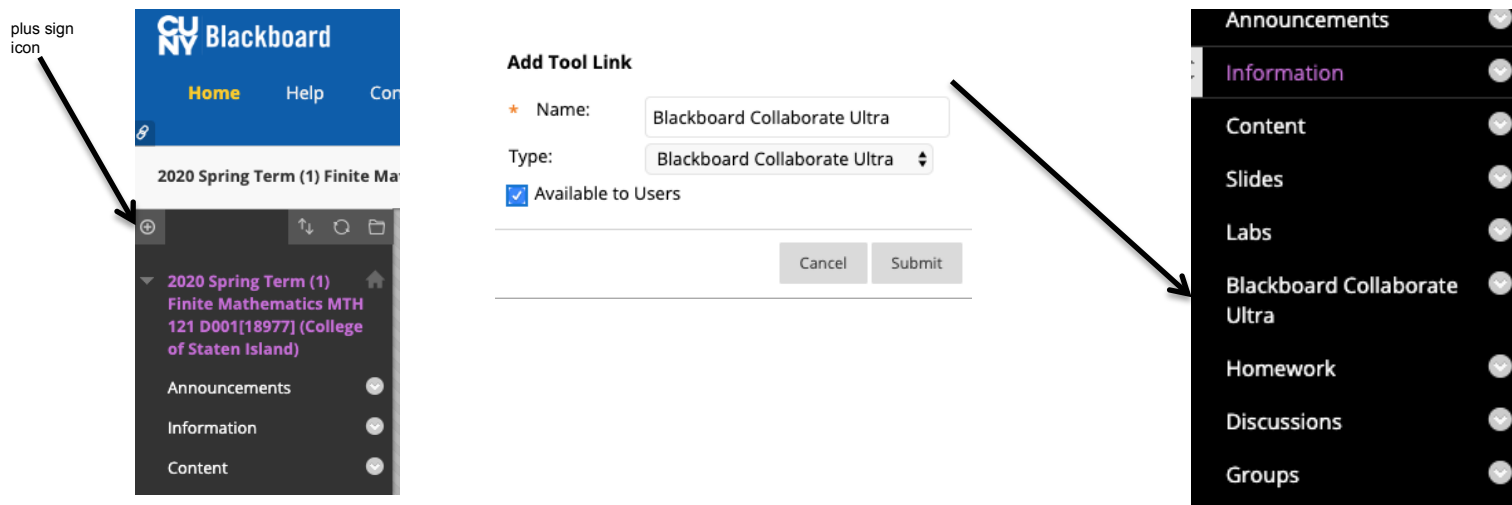 plus sign
icon
CUNY Blackboard
Home Help Con
2020 Spring Term (1) Finite Ma
2020 Spring Term (1)
Finite Mathematics MTH
121 D001[18977] (College
of Staten Island)
Announcements
Information
Content
Add Tool Link
* Name: Blackboard Collaborate Ultra
Type: Blackboard Collaborate Ultra
Available to Users
Cancel Submit
Announcements
Information
Content
Slides
Labs
Blackboard Collaborate
Ultra
Homework
Discussions
Groups